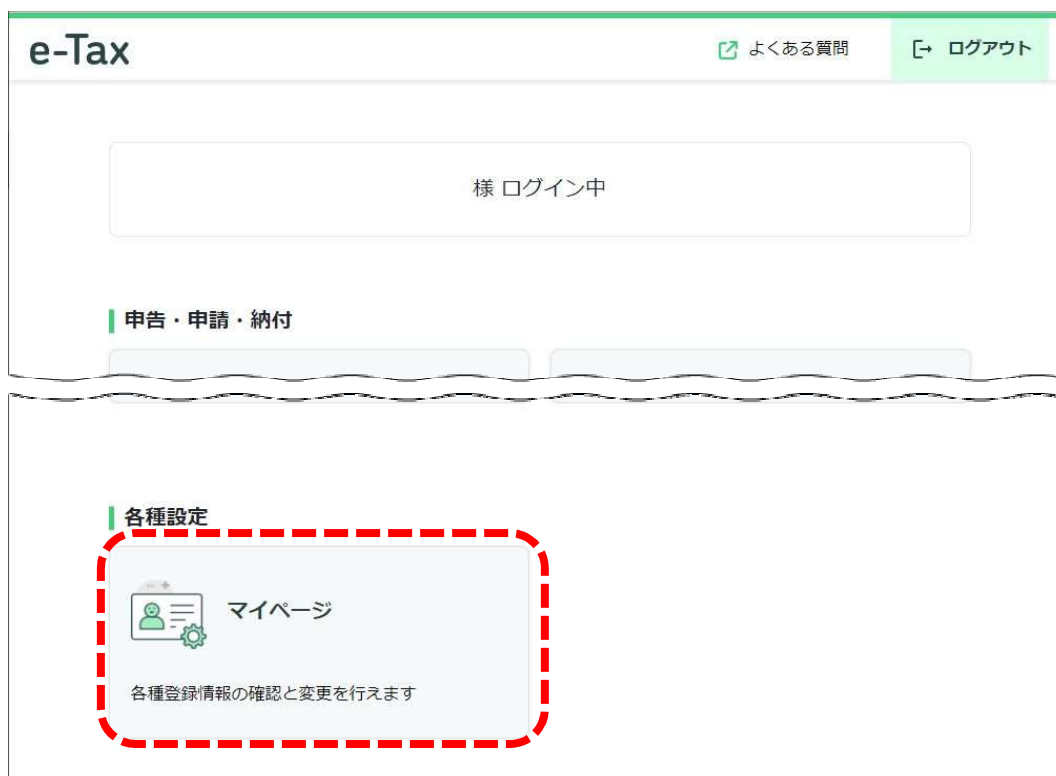 e-Tax
よくある質問
ログアウト
様 ログイン中
申告・申請・納付
各種設定
マイページ
各種登録情報の確認と変更を行えます